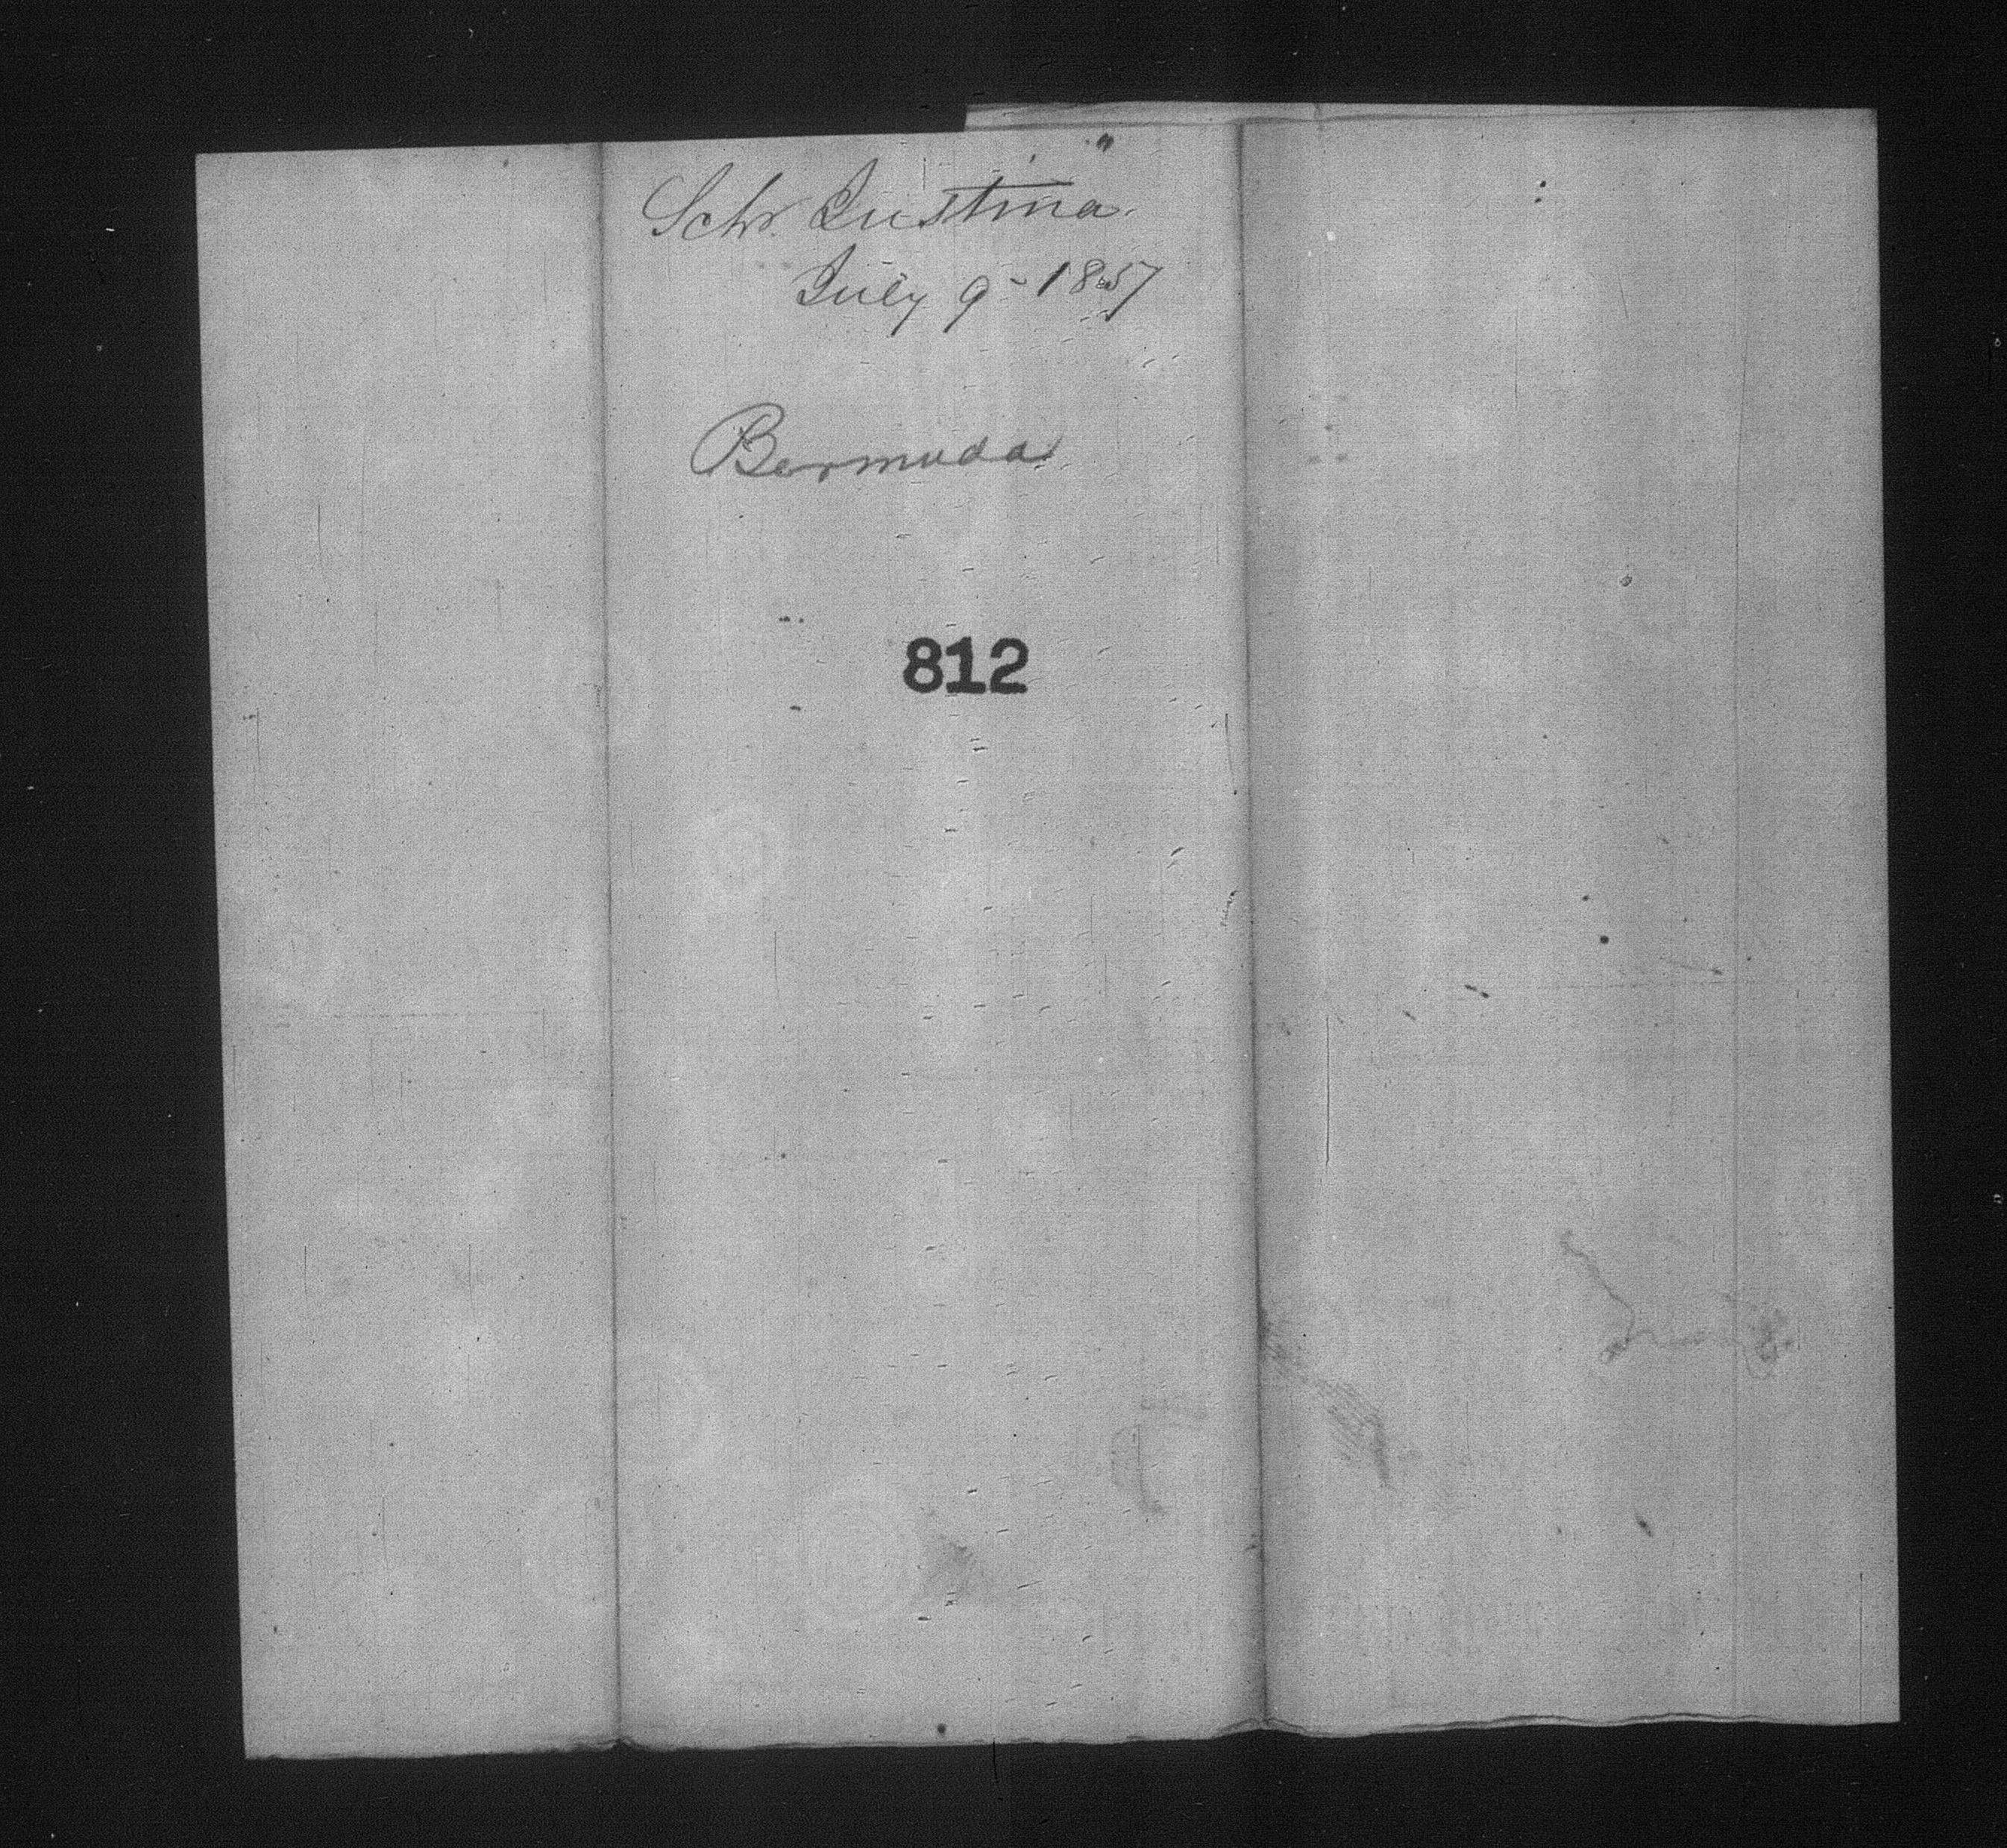 Schr. Justina.
July 9 - 1857
Bermuda
812